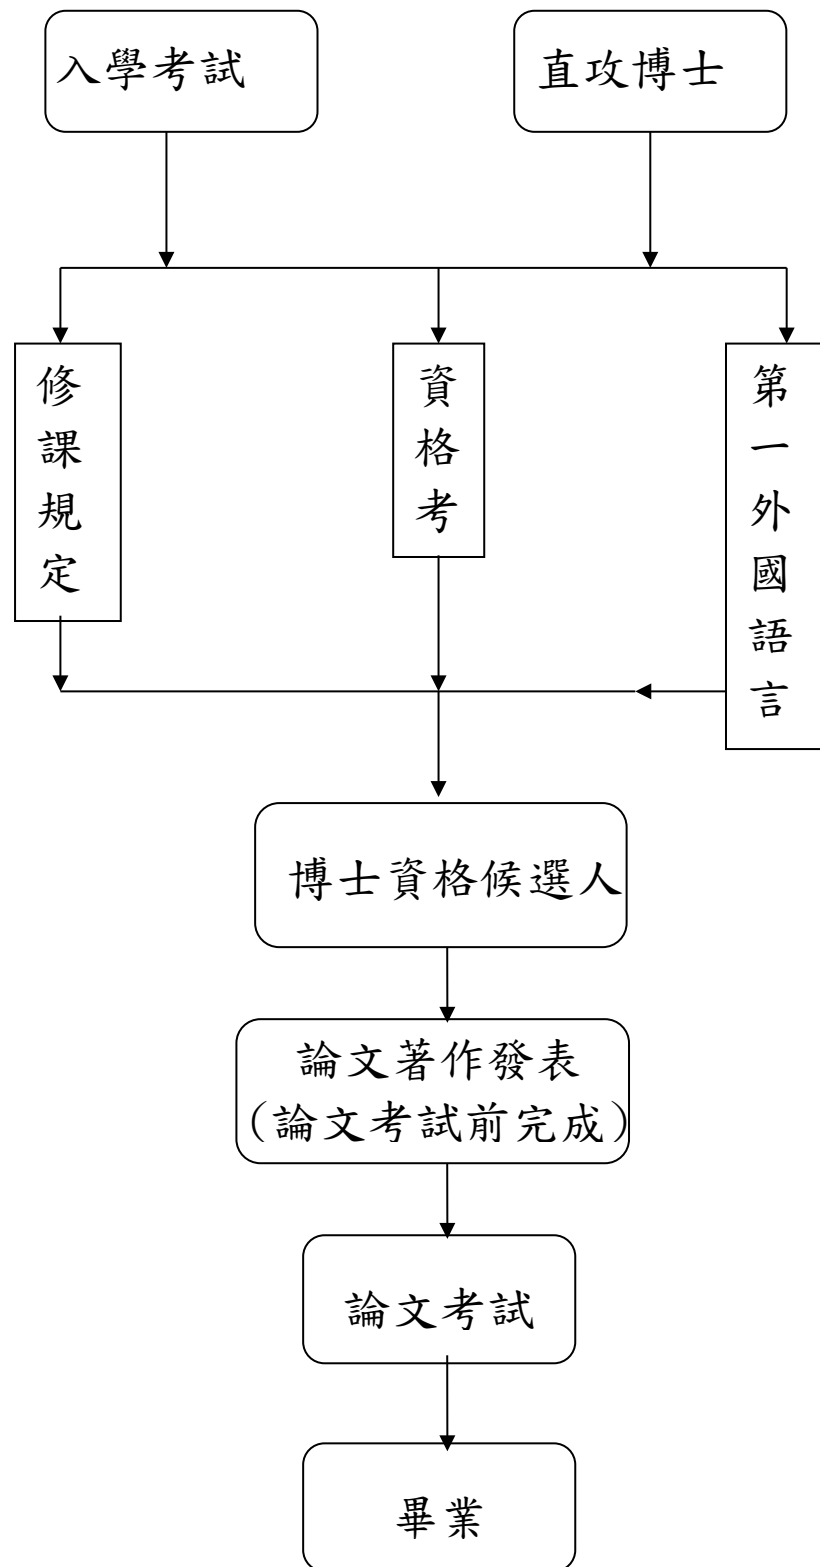 入學考試
直攻博士
修課規定
資格考
第一外國語言
博士資格候選人
論文著作發表
(論文考試前完成)
論文考試
畢業